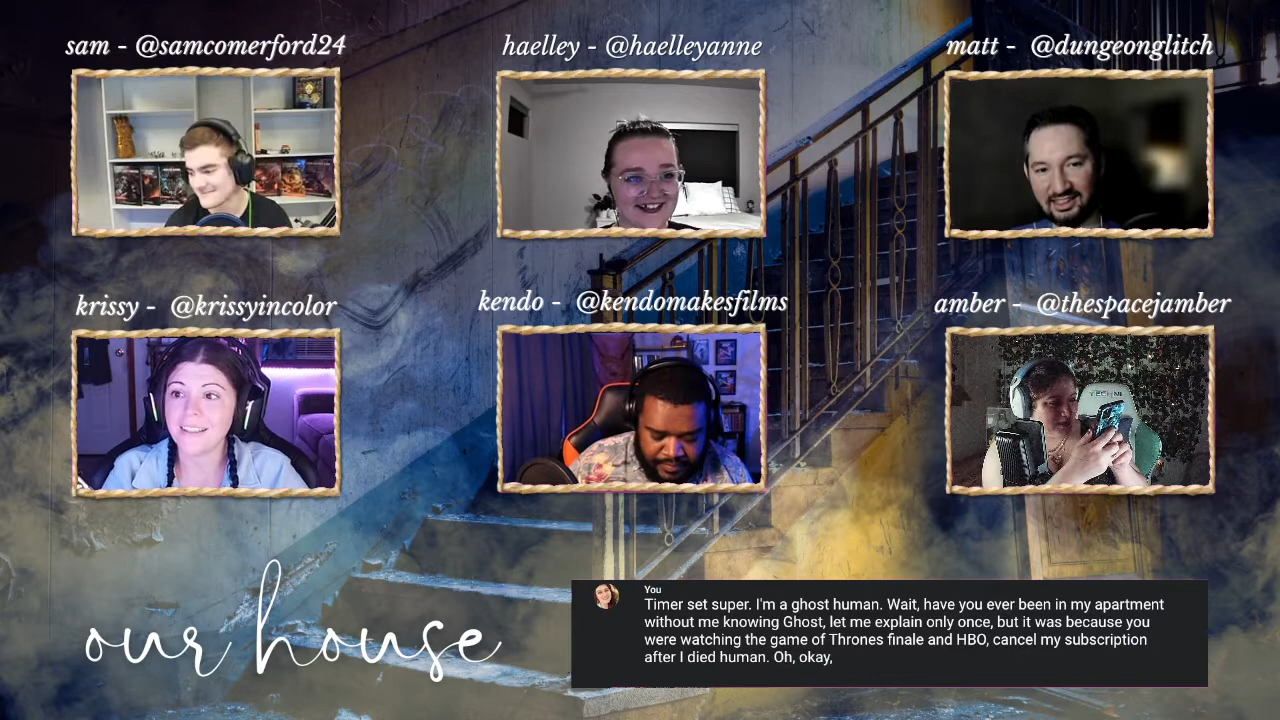 sam - @samcomerford24
haelley - @haelleyanne
matt - @dungeonglitch
krissy - @krissyincolor
kendo - @kendomakesfilms
amber - @thespacejamber
TECHNI
our house
You
Timer set super. I'm a ghost human. Wait, have you ever been in my apartment
without me knowing Ghost, let me explain only once, but it was because you
were watching the game of Thrones finale and HBO, cancel my subscription
after I died human. Oh, okay,